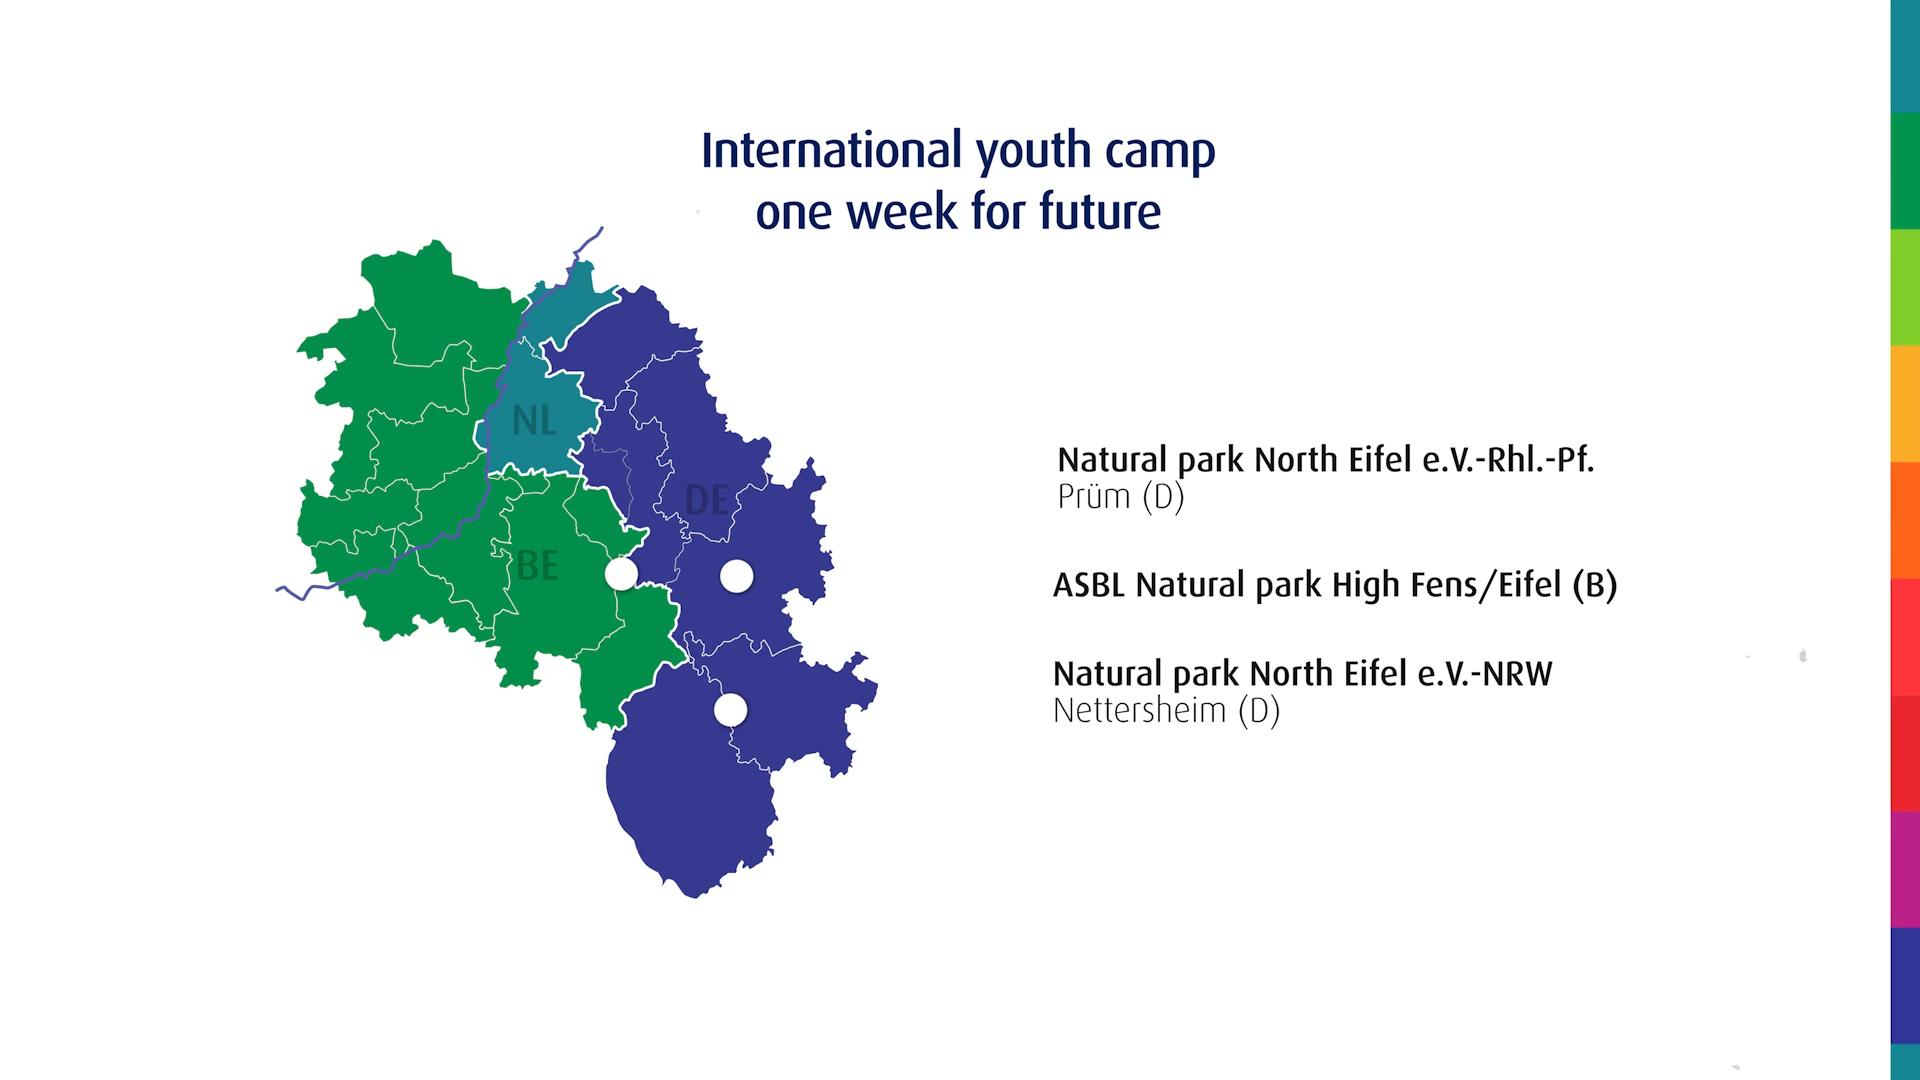 International youth camp
one week for future
NL
DE
BE
Natural park North Eifel e.V.-Rhl.-Pf.
Prüm (D)
ASBL Natural park High Fens/Eifel (B)
Natural park North Eifel e.V.-NRW
Nettersheim (D)